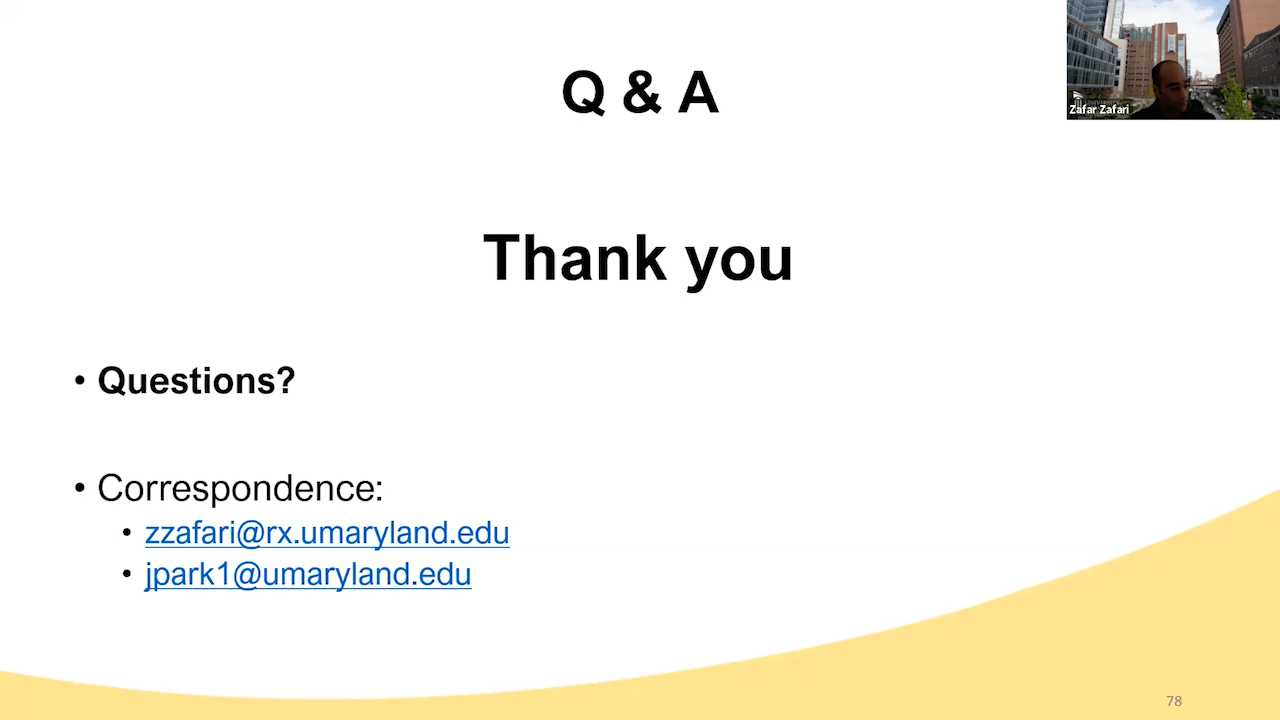 Q & A
Zafar Zafari
Thank you
• Questions?
• Correspondence:
• zzafari@rx.umaryland.edu
• jpark1@umaryland.edu
78